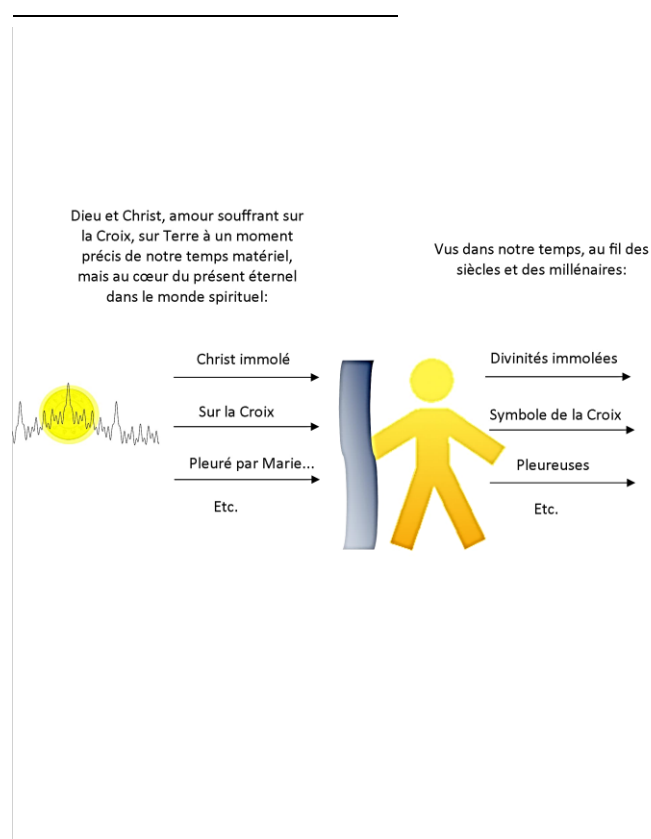 Dieu et Christ, amour souffrant sur
la Croix, sur Terre à un moment
précis de notre temps matériel,
mais au cœur du présent éternel
dans le monde spirituel:
Vus dans notre temps, au fil des
siècles et des millénaires:
Christ immolé
Sur la Croix
Pleuré par Marie...
Etc.
Divinités immolées
Symbole de la Croix
Pleureuses
Etc.